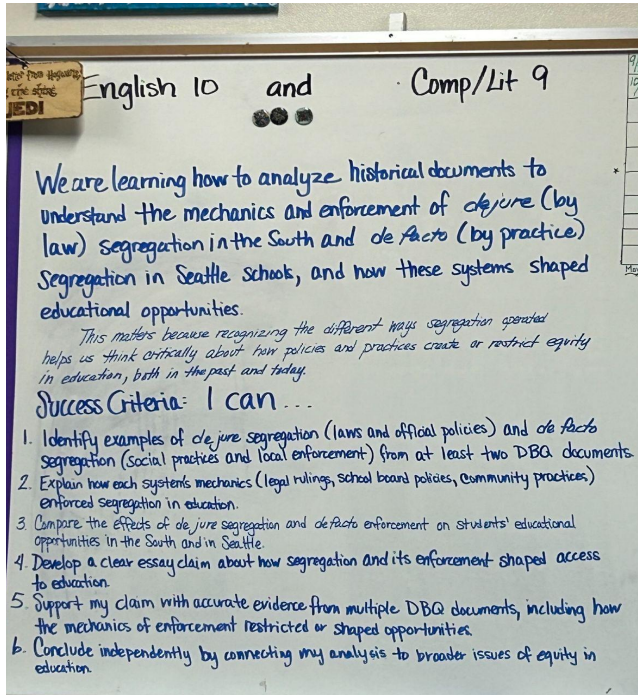 letter from Hogwarts
JEDI
English 10 and Comp/Lit 9
We are learning how to analyze historical documents to
understand the mechanics and enforcement of dejure (by
law) segregation in the South and de facto (by practice)
segregation in Seattle Schools, and how these systems shaped
educational opportunities.
This matters because recognizing the different ways segregation operated
helps us think critically about how policies and practices create or restrict equity
in education, both in the past and today.
Success Criteria: I can ...
1. Identify examples of de jure segregation (laws and official policies) and de facto
segregation (social practices and local enforcement) from at least two DBQ documents.
2. Explain how each system's mechanics (legal rulings, school board policies, community practices)
enforced segregation in education.
3. Compare the effects of de jure segregation and defacto enforcement on students' educational
opportunities in the South and in Seattle.
4. Develop a clear essay claim about how segregation and its enforcement shaped access
to education.
5. Support my claim with accurate evidence from multiple DBQ documents, including how
the mechanics of enforcement restricted or shaped opportunities.
6. Conclude independently by connecting my analysis to broader issues of equity in
education.